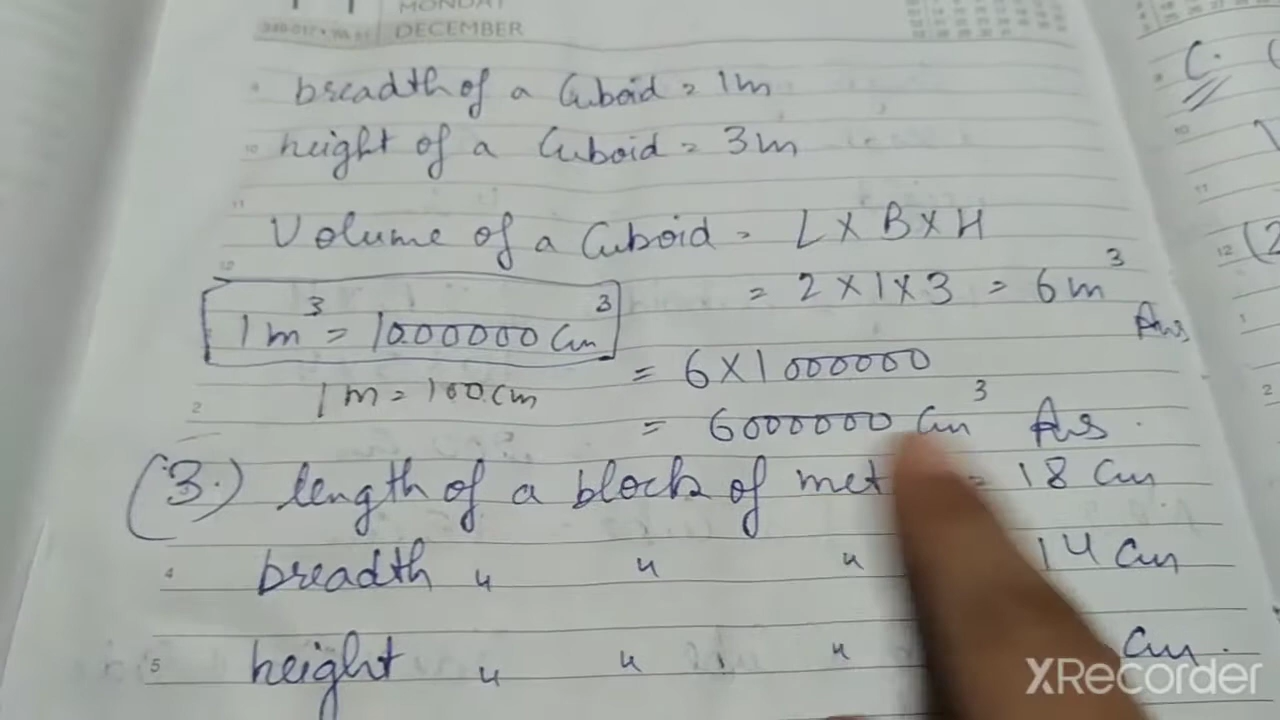 MONDAY
DECEMBER
breadth of a Cuboid = 1m
height of a Cuboid = 3m
Volume of a Cuboid = L X B X H
= 2 X 1 X 3 = 6 m³ Ans
1 m³ = 1000000 Cm³
= 6 X 1000000
1 m = 100 cm
= 6000000 Cm³ Ans.
(3.) length of a block of met = 18 Cm
breadth " " " 14 Cm
height " " " Cm.
XRecorder